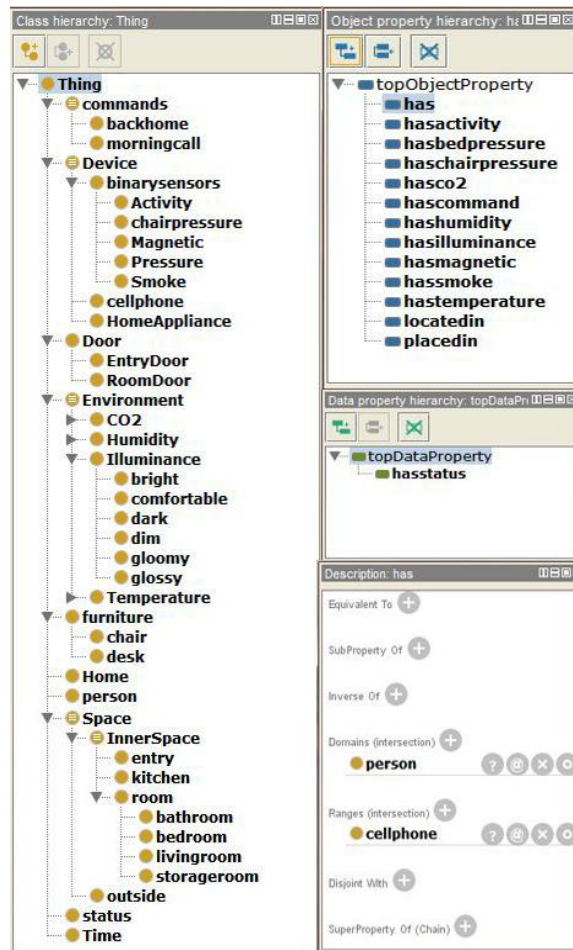 Class hierarchy: Thing
Thing
commands
backhome
morningcall
Device
binarysensors
Activity
chairpressure
Magnetic
Pressure
Smoke
cellphone
HomeAppliance
Door
EntryDoor
RoomDoor
Environment
CO2
Humidity
Illuminance
bright
comfortable
dark
dim
gloomy
glossy
Temperature
furniture
chair
desk
Home
person
Space
InnerSpace
entry
kitchen
room
bathroom
bedroom
livingroom
storageroom
outside
status
Time
Object property hierarchy: ha
topObjectProperty
has
hasactivity
hasbedpressure
haschairpressure
hasco2
hascommand
hashumidity
hasilluminance
hasmagnetic
hassmoke
hastemperature
locatedin
placedin
Data property hierarchy: topDataPr
topDataProperty
hasstatus
Description: has
Equivalent To
SubProperty Of
Inverse Of
Domains (intersection)
person
Ranges (intersection)
cellphone
Disjoint With
SuperProperty Of (Chain)